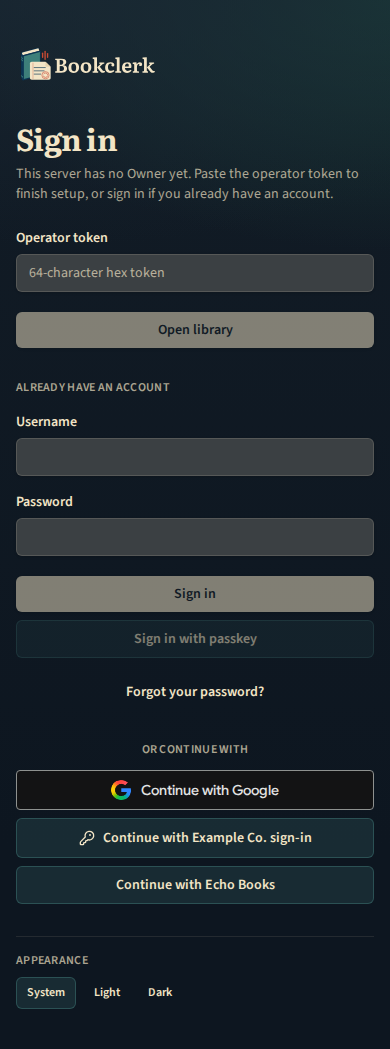 Bookclerk
Sign in
This server has no Owner yet. Paste the operator token to
finish setup, or sign in if you already have an account.
Operator token
64-character hex token
Open library
ALREADY HAVE AN ACCOUNT
Username
Password
Sign in
Sign in with passkey
Forgot your password?
OR CONTINUE WITH
Continue with Google
Continue with Example Co. sign-in
Continue with Echo Books
APPEARANCE
System Light Dark